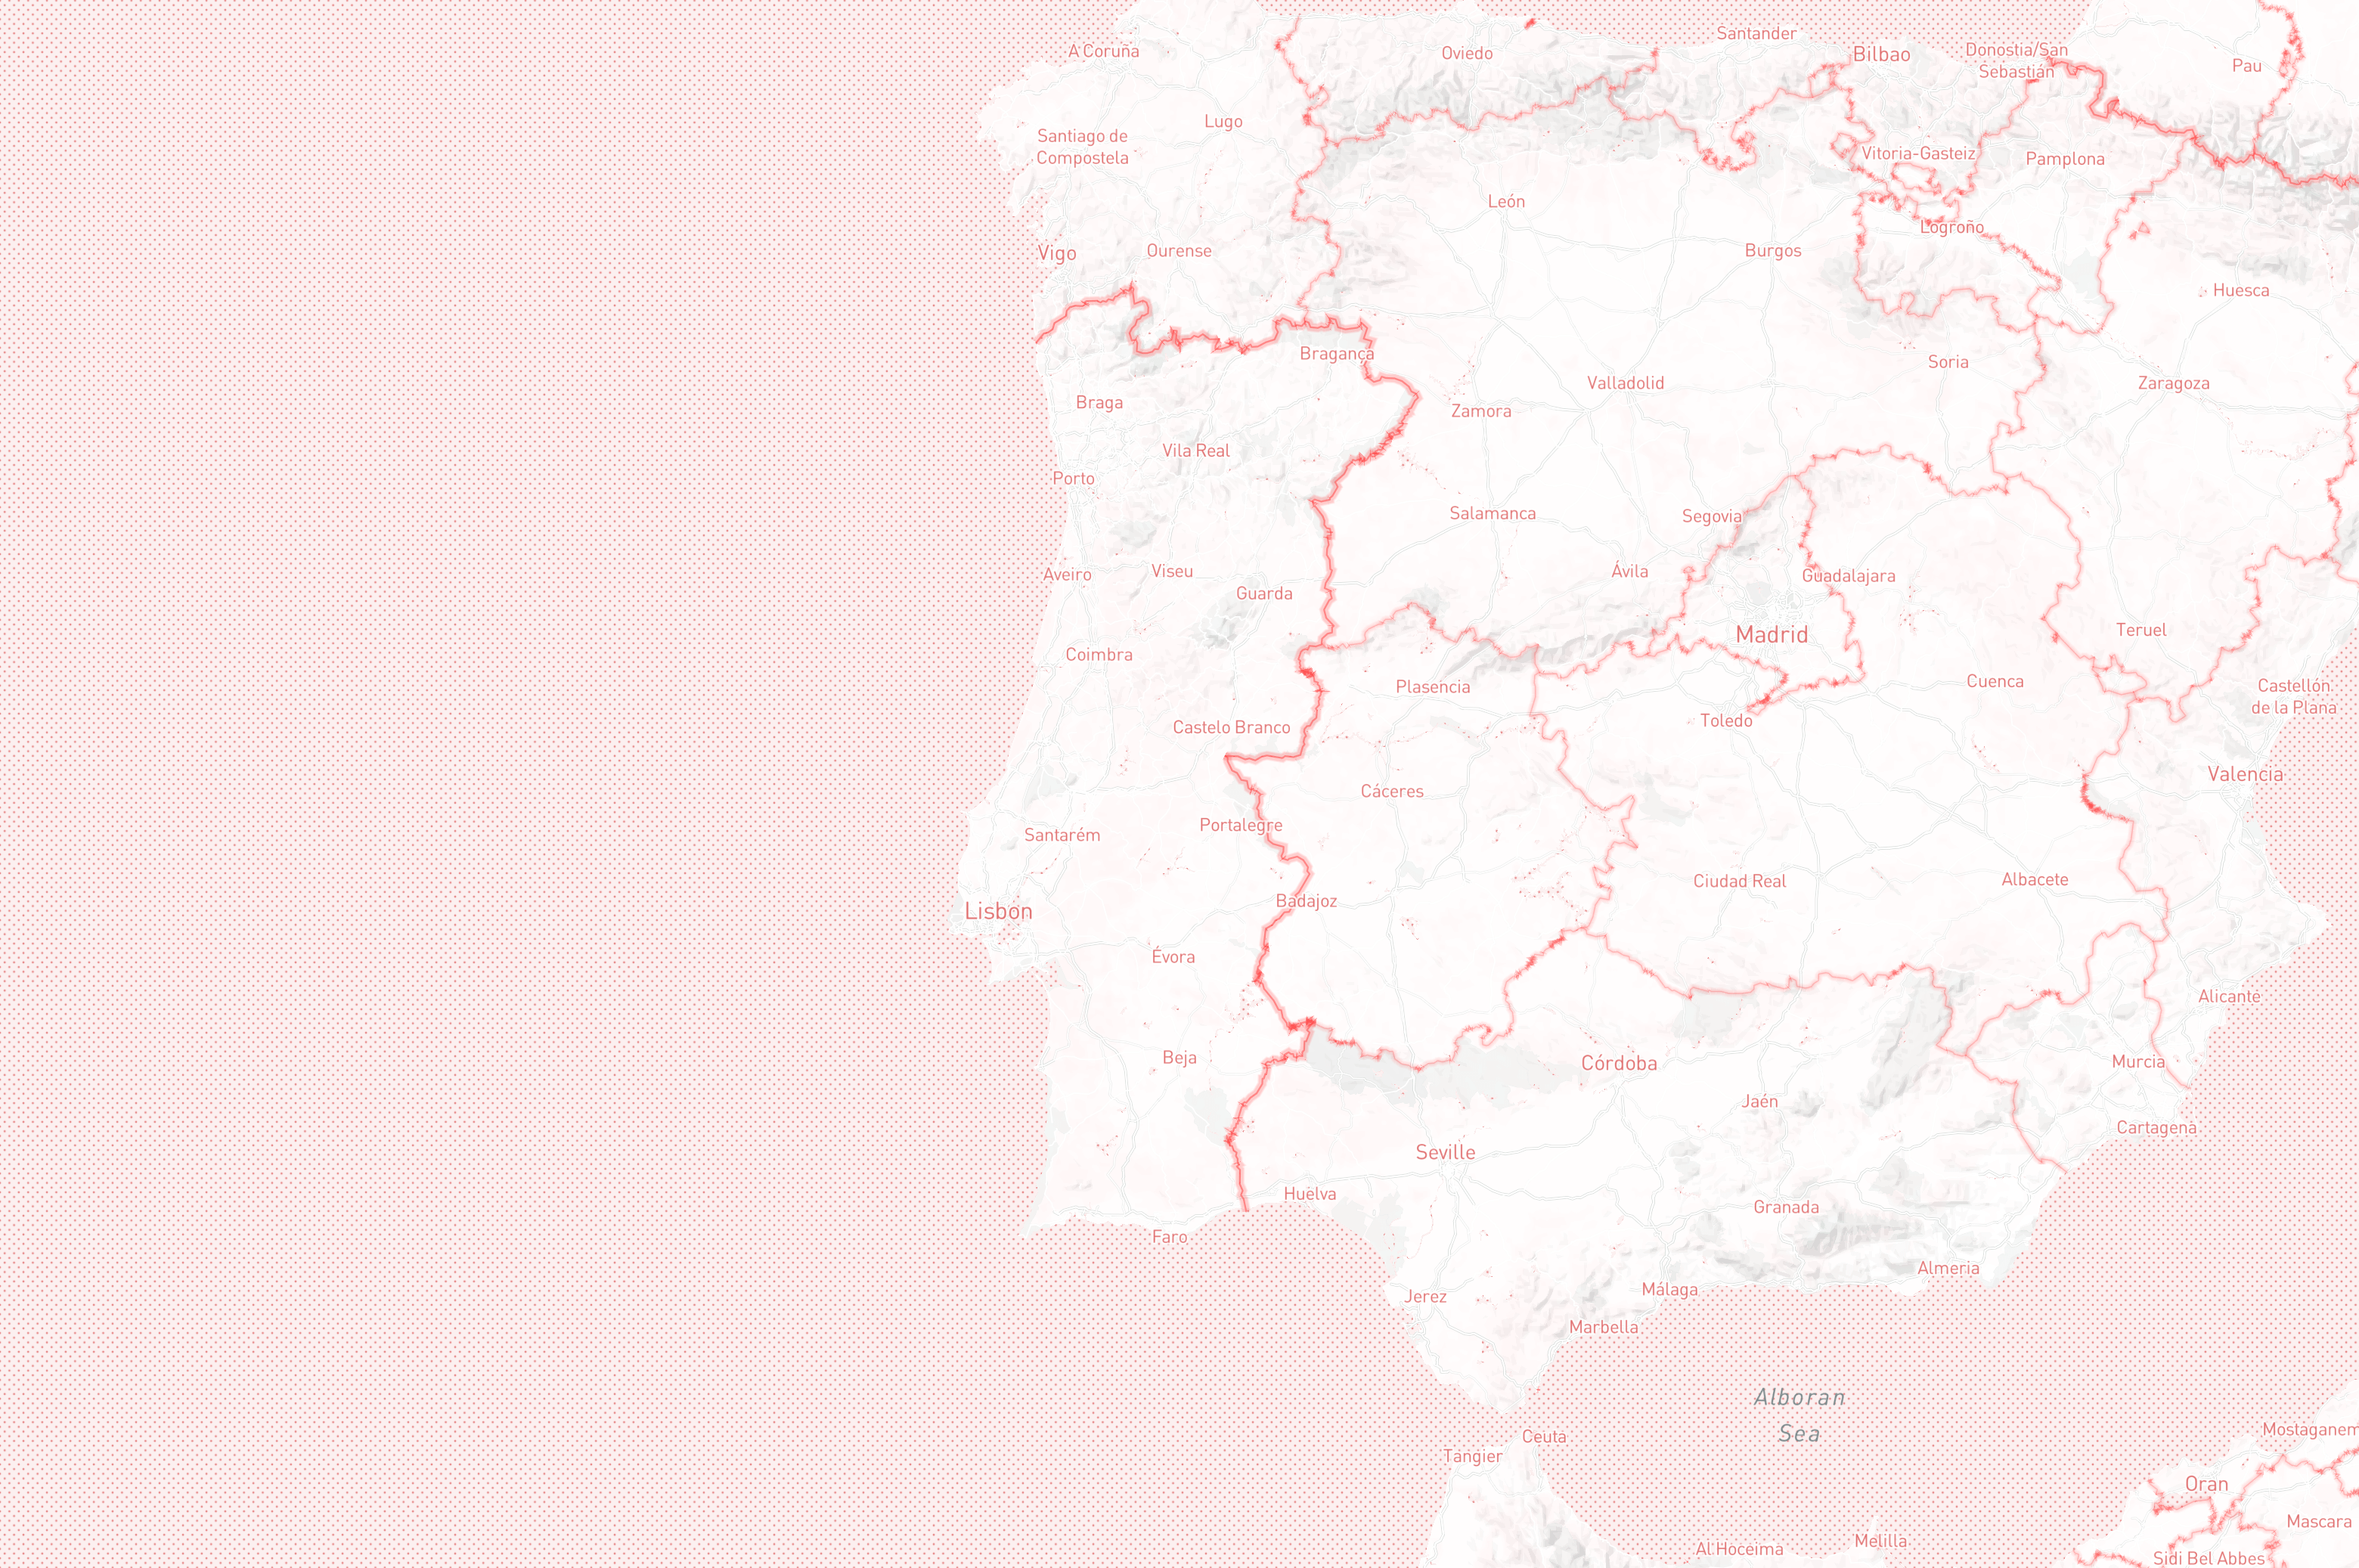 Santander
A Coruña
Oviedo
Bilbao
Donostia/San
Sebastián
Pau
Lugo
Santiago de
Compostela
Vitoria-Gasteiz
Pamplona
León
Logroño
Vigo
Ourense
Burgos
Huesca
Bragança
Soria
Valladolid
Zaragoza
Braga
Zamora
Vila Real
Porto
Salamanca
Segovia
Aveiro
Viseu
Ávila
Guadalajara
Guarda
Madrid
Teruel
Coimbra
Plasencia
Cuenca
Castellón
de la Plana
Toledo
Castelo Branco
Valencia
Cáceres
Portalegre
Santarém
Ciudad Real
Albacete
Badajoz
Lisbon
Évora
Alicante
Beja
Córdoba
Murcia
Jaén
Cartagena
Seville
Huelva
Granada
Faro
Almeria
Málaga
Jerez
Marbella
Alboran
Sea
Ceuta
Mostaganem
Tangier
Oran
Mascara
Melilla
Al Hoceima
Sidi Bel Abbes